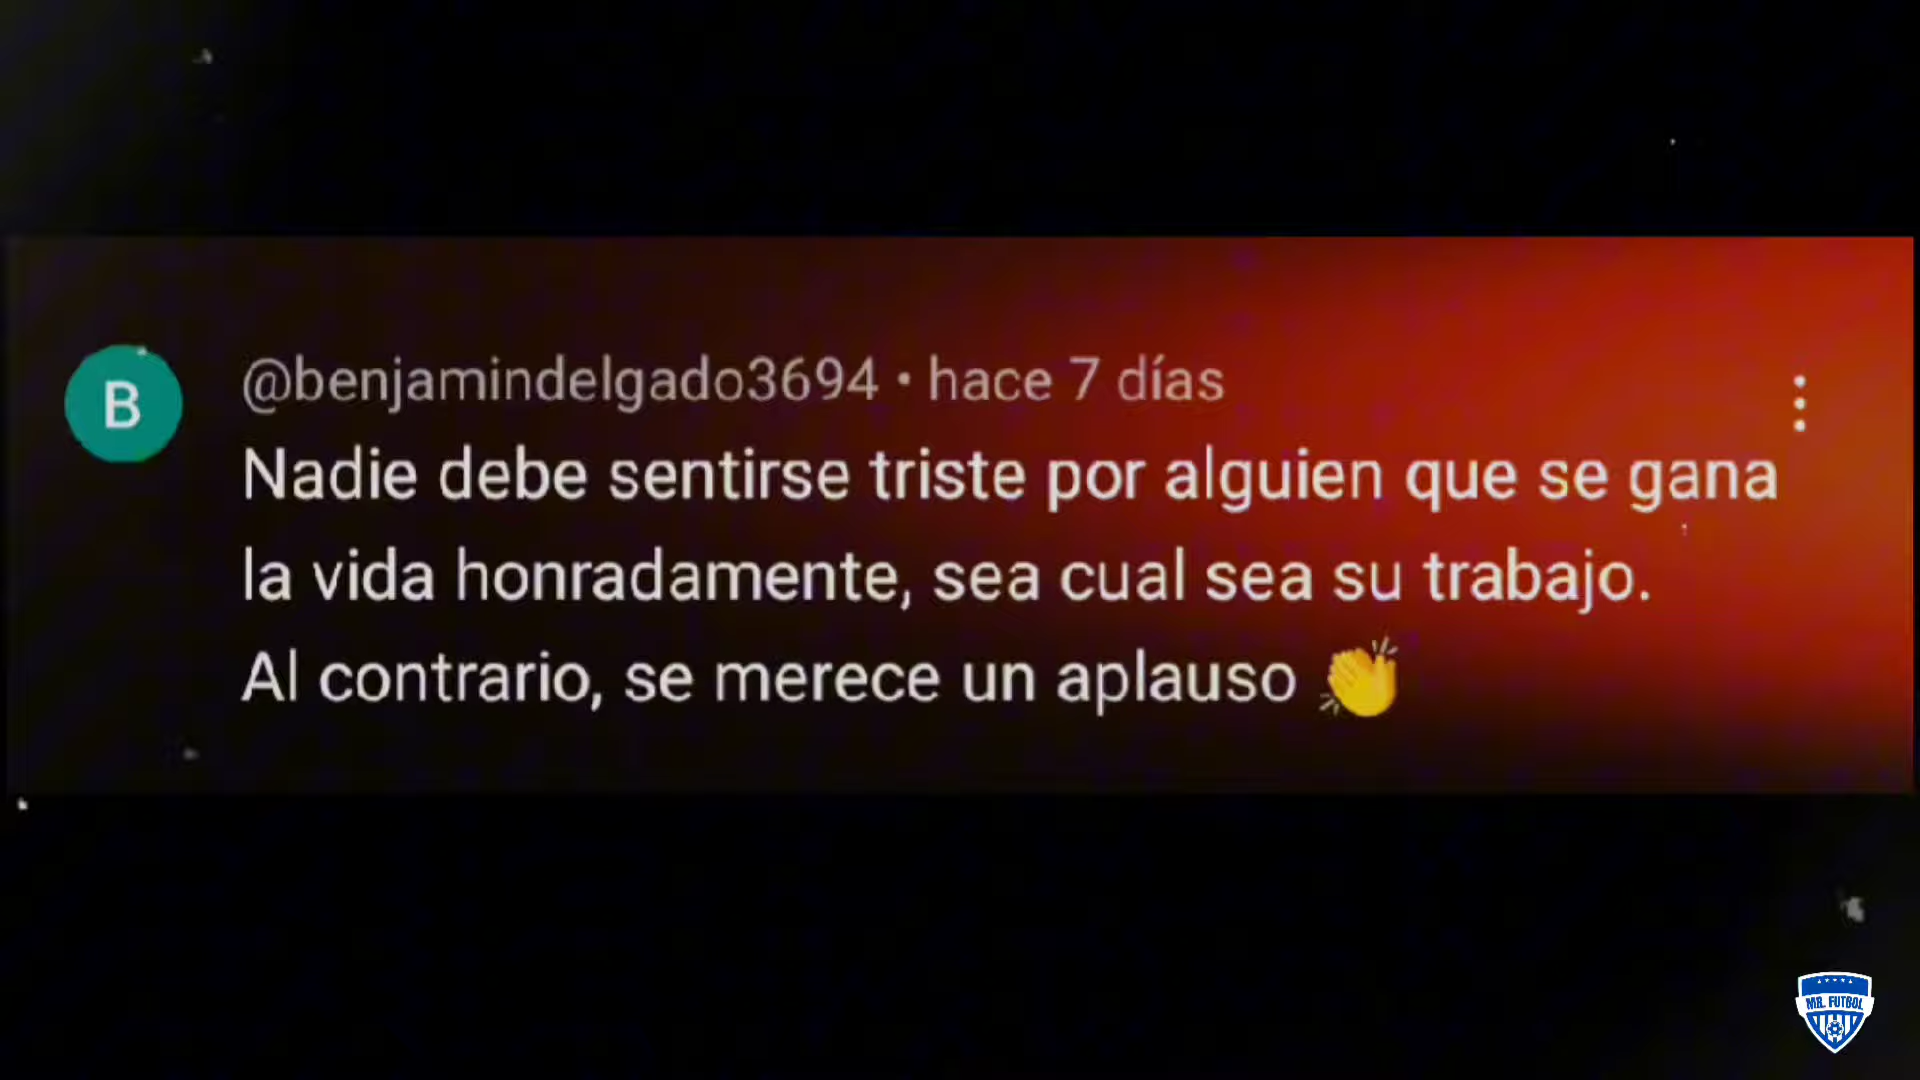 B
@benjamindelgado3694 • hace 7 días
Nadie debe sentirse triste por alguien que se gana
la vida honradamente, sea cual sea su trabajo.
Al contrario, se merece un aplauso 👏
MR. FUTBOL